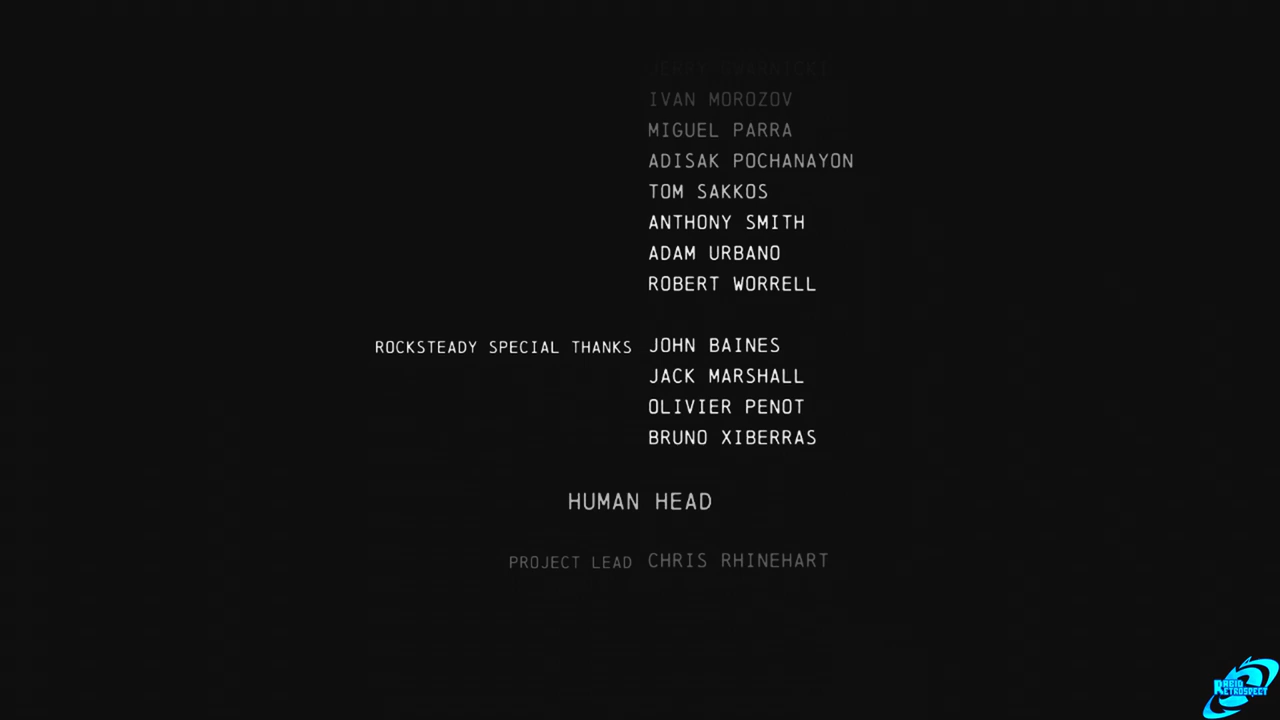 IVAN MOROZOV
MIGUEL PARRA
ADISAK POCHANAYON
TOM SAKKOS
ANTHONY SMITH
ADAM URBANO
ROBERT WORRELL
ROCKSTEADY SPECIAL THANKS JOHN BAINES
JACK MARSHALL
OLIVIER PENOT
BRUNO XIBERRAS
HUMAN HEAD
PROJECT LEAD CHRIS RHINEHART
RETROSPECT